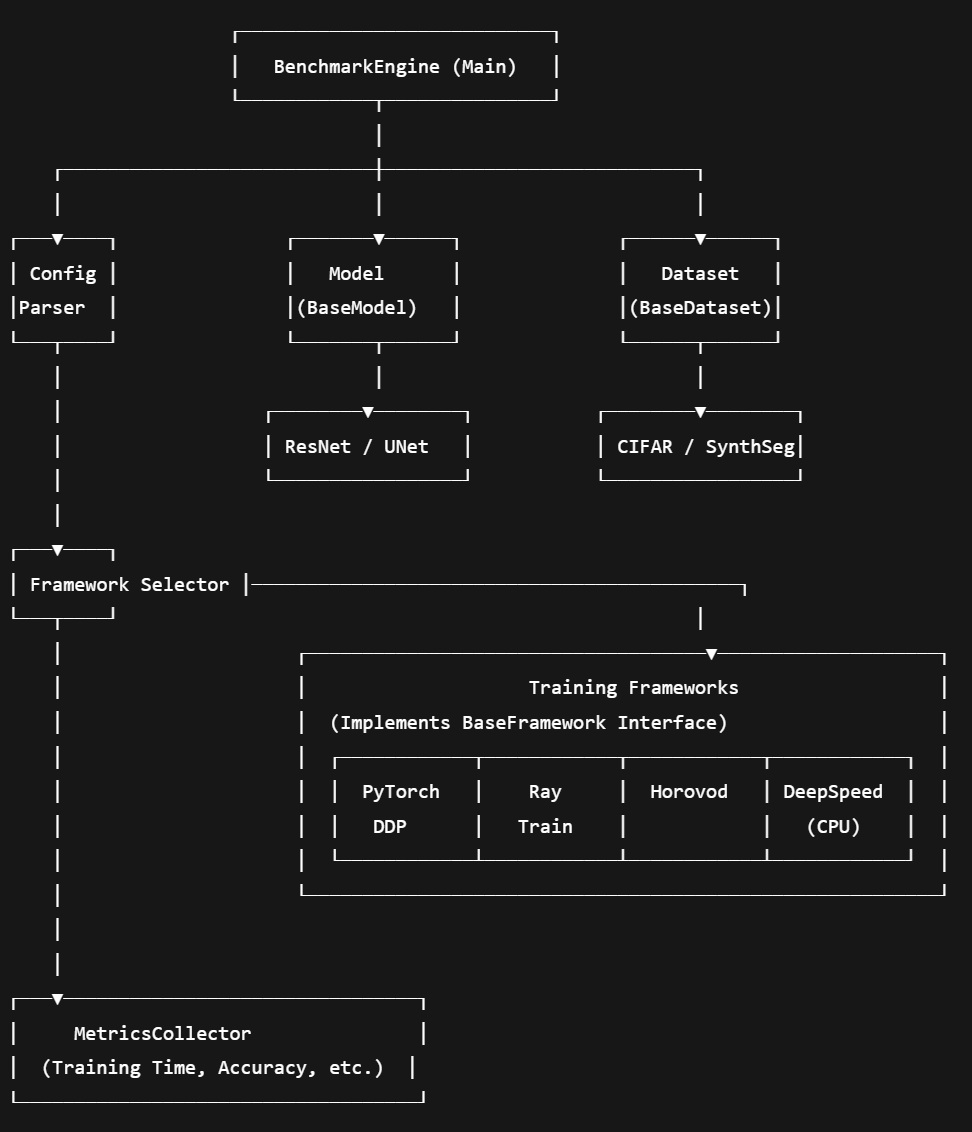 BenchmarkEngine (Main)
Config
Parser
Model
(BaseModel)
Dataset
(BaseDataset)
ResNet / UNet
CIFAR / SynthSeg
Framework Selector
Training Frameworks
(Implements BaseFramework Interface)
PyTorch
DDP
Ray
Train
Horovod
DeepSpeed
(CPU)
MetricsCollector
(Training Time, Accuracy, etc.)